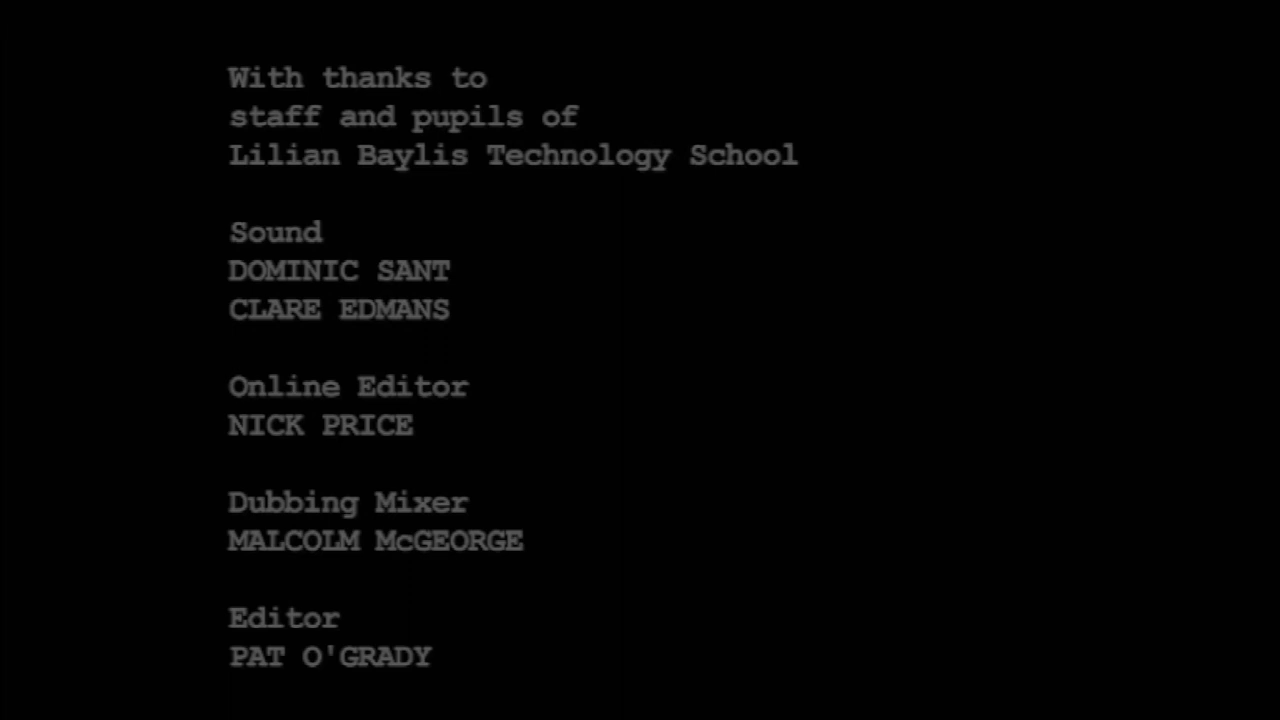 With thanks to
staff and pupils of
Lilian Baylis Technology School
Sound
DOMINIC SANT
CLARE EDMANS
Online Editor
NICK PRICE
Dubbing Mixer
MALCOLM McGEORGE
Editor
PAT O'GRADY